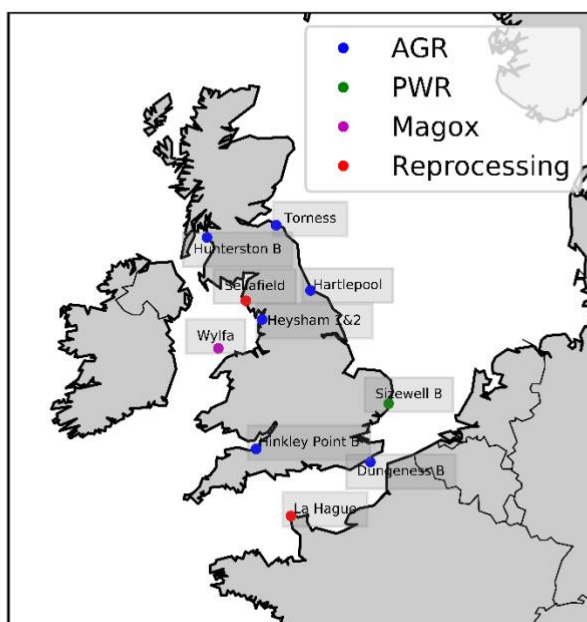 AGR
PWR
Magox
Reprocessing
Torness
Hunterston B
Sellafield
Hartlepool
Heysham 1&2
Wylfa
Sizewell B
Hinkley Point B
Dungeness B
La Hague